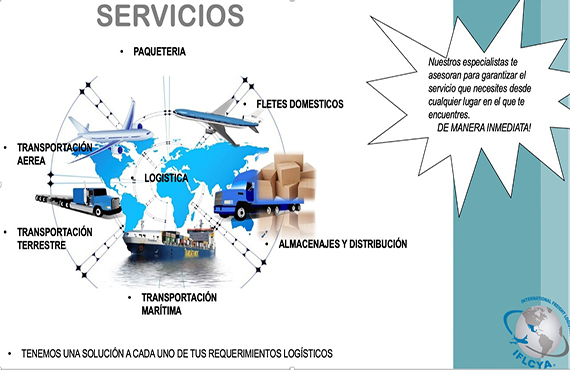 SERVICIOS
• PAQUETERIA
• FLETES DOMESTICOS
• TRANSPORTACIÓN
AEREA
• LOGISTICA
• TRANSPORTACIÓN
TERRESTRE
• ALMACENAJES Y DISTRIBUCIÓN
• TRANSPORTACIÓN
MARÍTIMA
• TENEMOS UNA SOLUCIÓN A CADA UNO DE TUS REQUERIMIENTOS LOGÍSTICOS
Nuestros especialistas te
asesoran para garantizar el
servicio que necesites desde
cualquier lugar en el que te
encuentres.
DE MANERA INMEDIATA!
INTERNATIONAL FREIGHT
IFLCYA